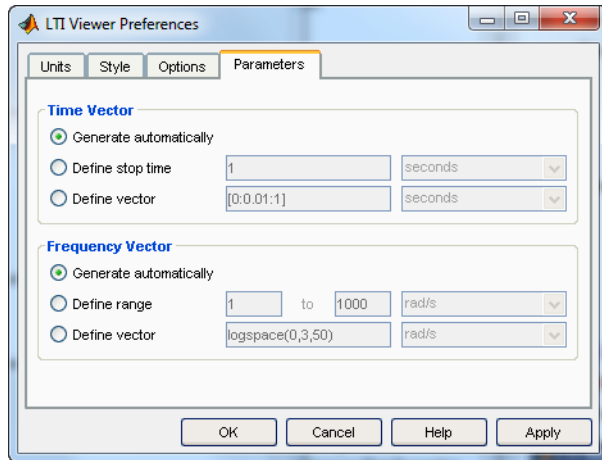 LTI Viewer Preferences
Units Style Options Parameters
Time Vector
Generate automatically
Define stop time 1 seconds
Define vector [0:0.01:1] seconds
Frequency Vector
Generate automatically
Define range 1 to 1000 rad/s
Define vector logspace(0,3,50) rad/s
OK Cancel Help Apply